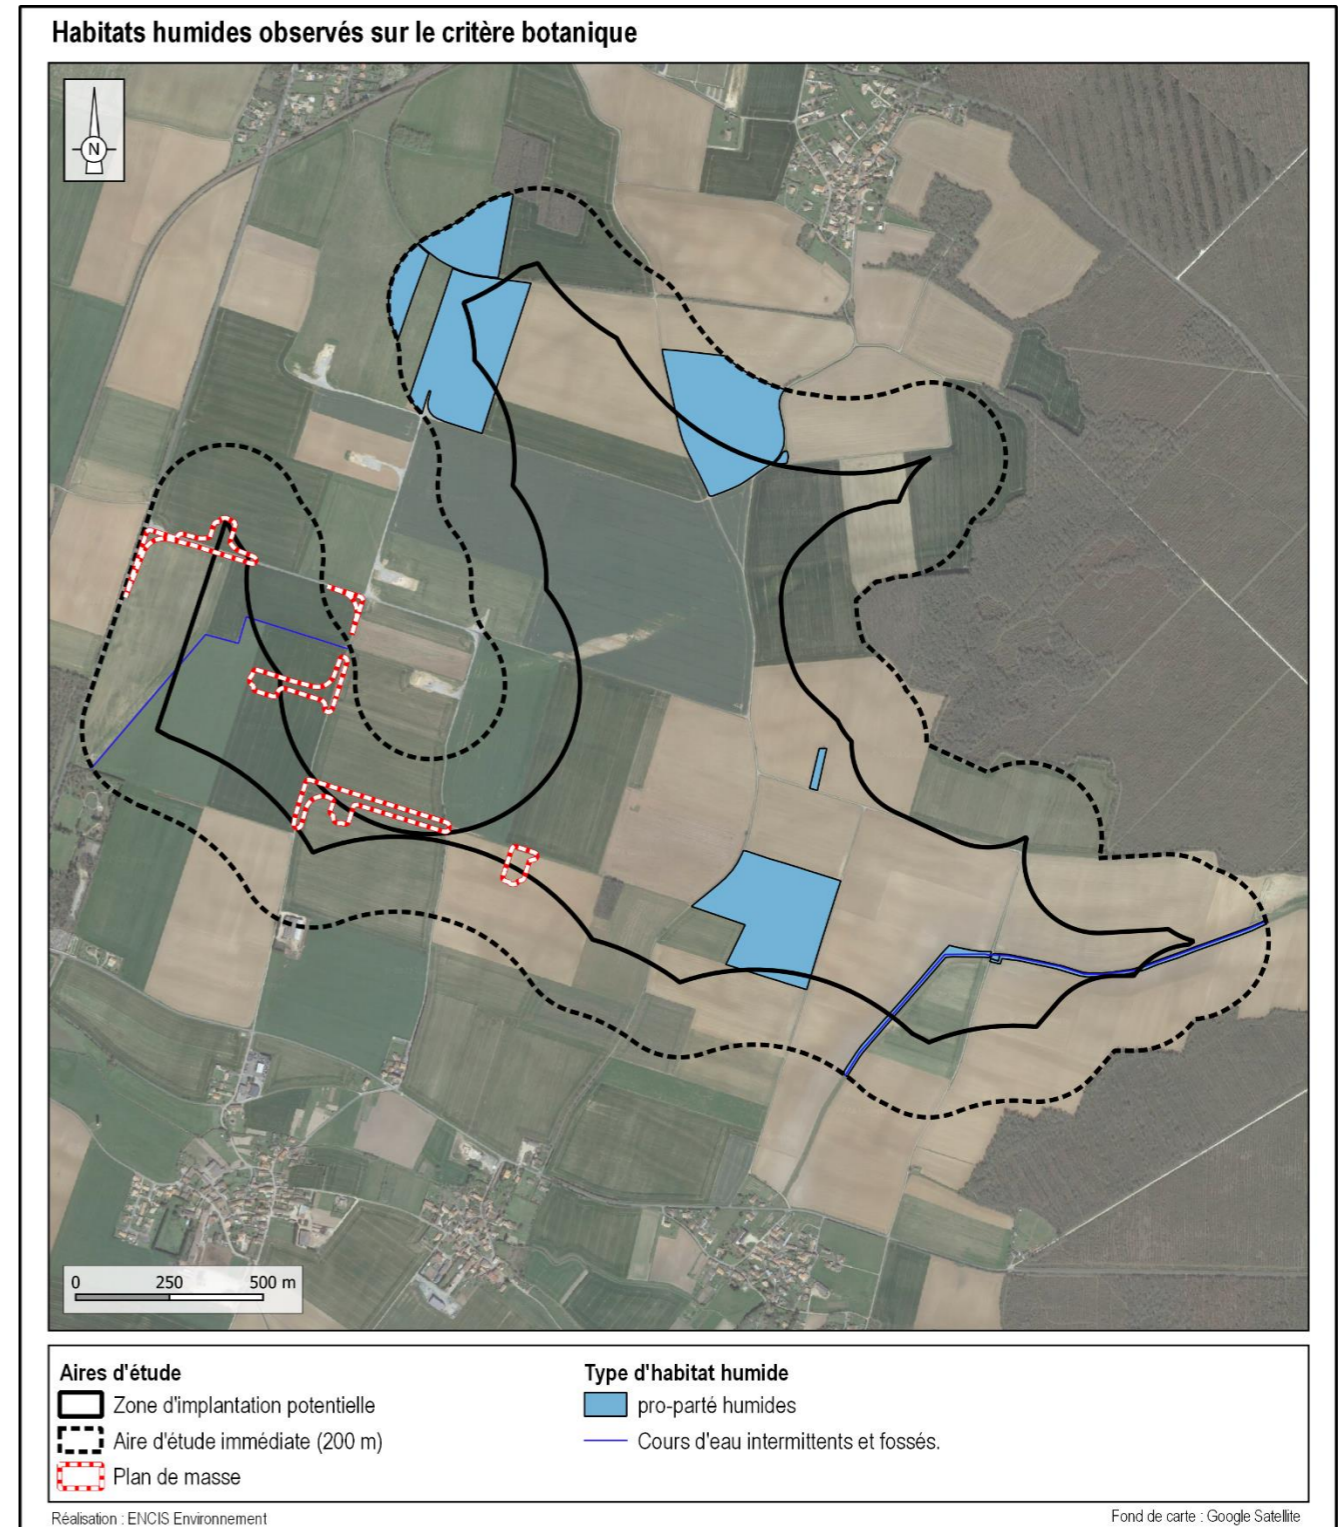 Habitats humides observés sur le critère botanique
N
0 250 500 m
Aires d'étude
Zone d'implantation potentielle
Aire d'étude immédiate (200 m)
Plan de masse
Type d'habitat humide
pro-parté humides
Cours d'eau intermittents et fossés.
Réalisation : ENCIS Environnement
Fond de carte : Google Satellite